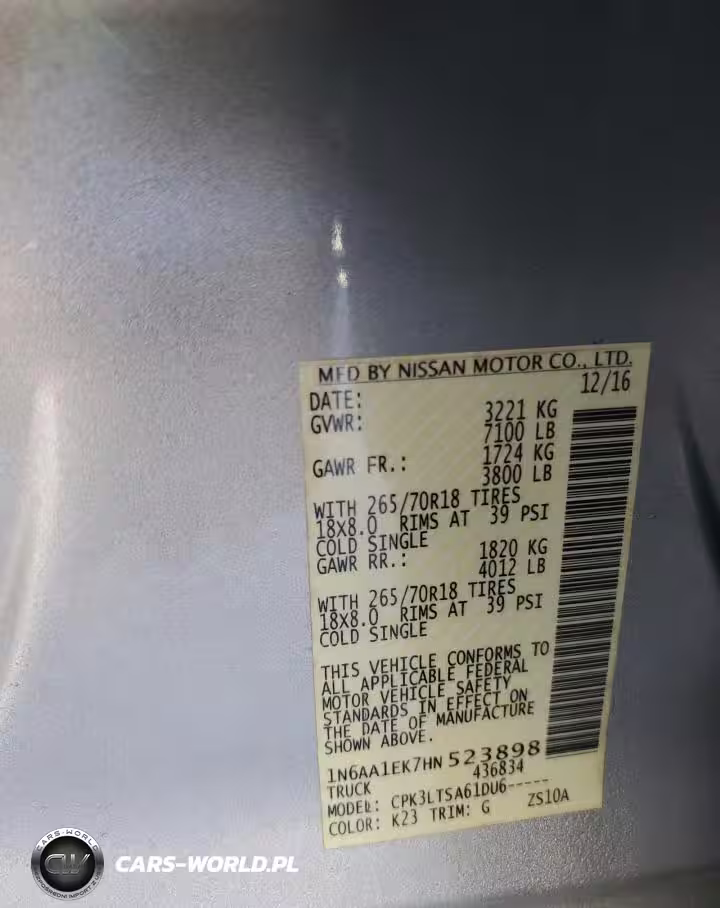 MFD BY NISSAN MOTOR CO., LTD.
DATE: 12/16
GVWR: 3221 KG
7100 LB
GAWR FR.: 1724 KG
3800 LB
WITH 265/70R18 TIRES
18X8.0 RIMS AT 39 PSI
COLD SINGLE
GAWR RR.: 1820 KG
4012 LB
WITH 265/70R18 TIRES
18X8.0 RIMS AT 39 PSI
COLD SINGLE
THIS VEHICLE CONFORMS TO
ALL APPLICABLE FEDERAL
MOTOR VEHICLE SAFETY
STANDARDS IN EFFECT ON
THE DATE OF MANUFACTURE
SHOWN ABOVE.
1N6AA1EK7HN 523898
TRUCK 436834
MODEL: CPK3LTSA61DU6-----
COLOR: K23 TRIM: G ZS10A
CARS-WORLD
CW
CARS-WORLD.PL